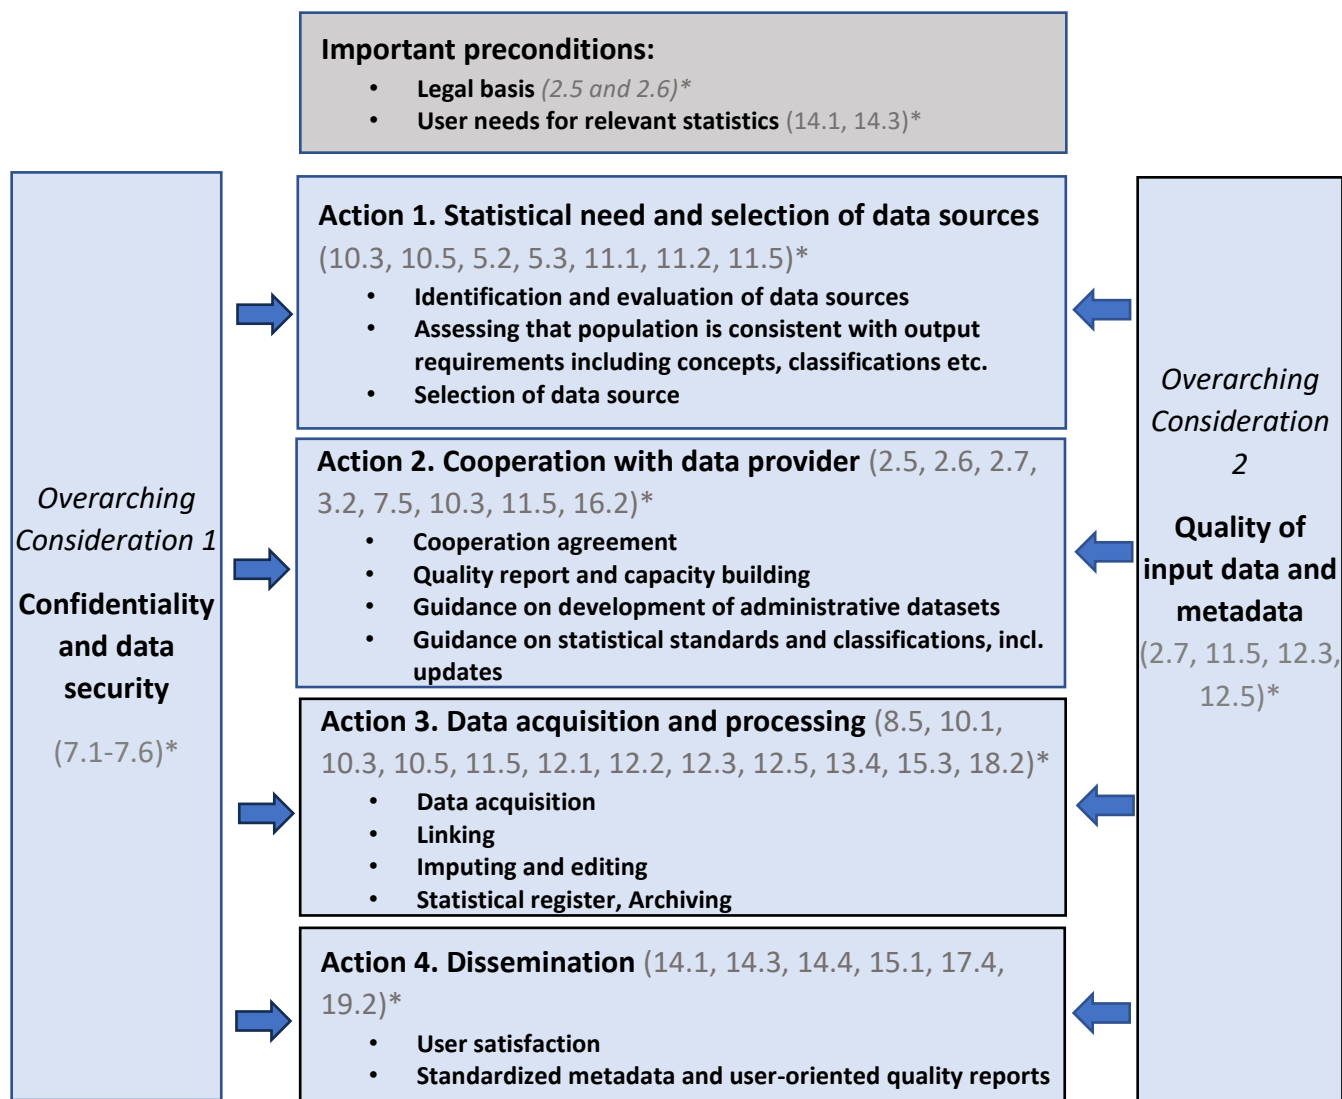 Important preconditions:
• Legal basis (2.5 and 2.6)*
• User needs for relevant statistics (14.1, 14.3)*
Action 1. Statistical need and selection of data sources
(10.3, 10.5, 5.2, 5.3, 11.1, 11.2, 11.5)*
• Identification and evaluation of data sources
• Assessing that population is consistent with output
requirements including concepts, classifications etc.
• Selection of data source
Action 2. Cooperation with data provider (2.5, 2.6, 2.7,
3.2, 7.5, 10.3, 11.5, 16.2)*
• Cooperation agreement
• Quality report and capacity building
• Guidance on development of administrative datasets
• Guidance on statistical standards and classifications, incl.
updates
Action 3. Data acquisition and processing (8.5, 10.1,
10.3, 10.5, 11.5, 12.1, 12.2, 12.3, 12.5, 13.4, 15.3, 18.2)*
• Data acquisition
• Linking
• Imputing and editing
• Statistical register, Archiving
Action 4. Dissemination (14.1, 14.3, 14.4, 15.1, 17.4,
19.2)*
• User satisfaction
• Standardized metadata and user-oriented quality reports
Overarching
Consideration 1
Confidentiality
and data
security
(7.1-7.6)*
Overarching
Consideration
2
Quality of
input data and
metadata
(2.7, 11.5, 12.3,
12.5)*